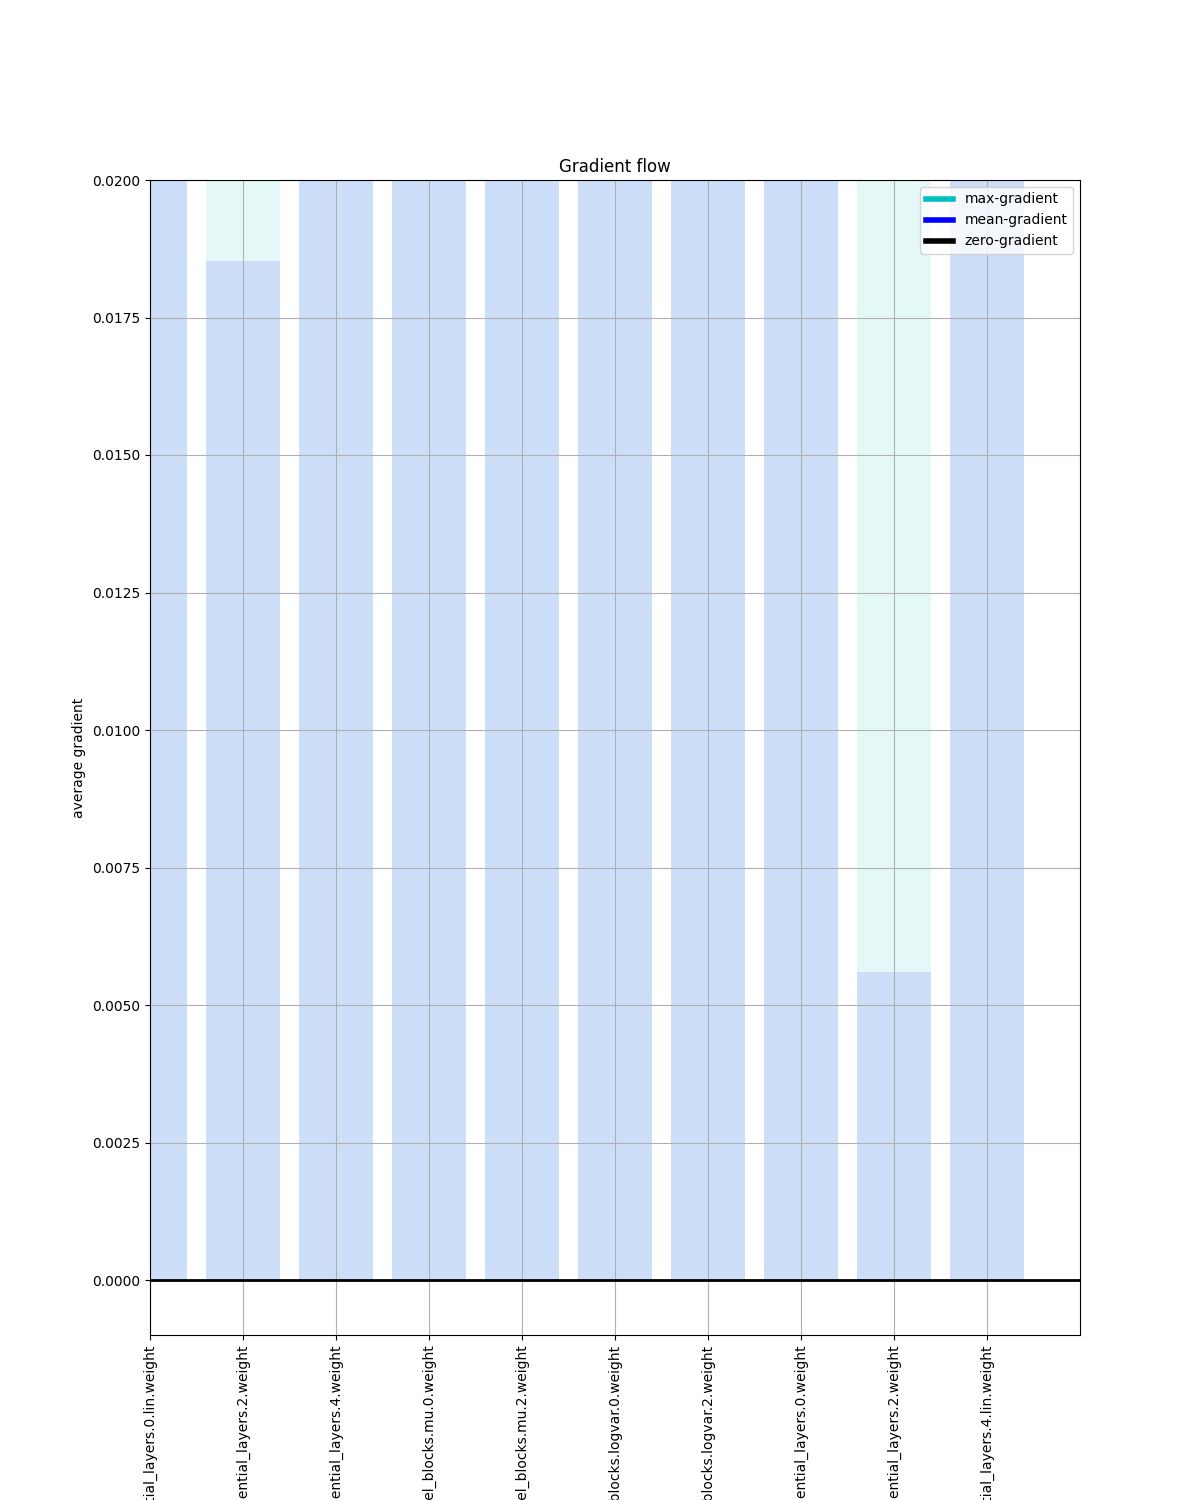 Gradient flow
max-gradient
mean-gradient
zero-gradient
0.0200
0.0175
0.0150
0.0125
0.0100
0.0075
0.0050
0.0025
0.0000
average gradient
tial_layers.0.lin.weight
ential_layers.2.weight
ential_layers.4.weight
el_blocks.mu.0.weight
el_blocks.mu.2.weight
blocks.logvar.0.weight
blocks.logvar.2.weight
ential_layers.0.weight
ential_layers.2.weight
tial_layers.4.lin.weight